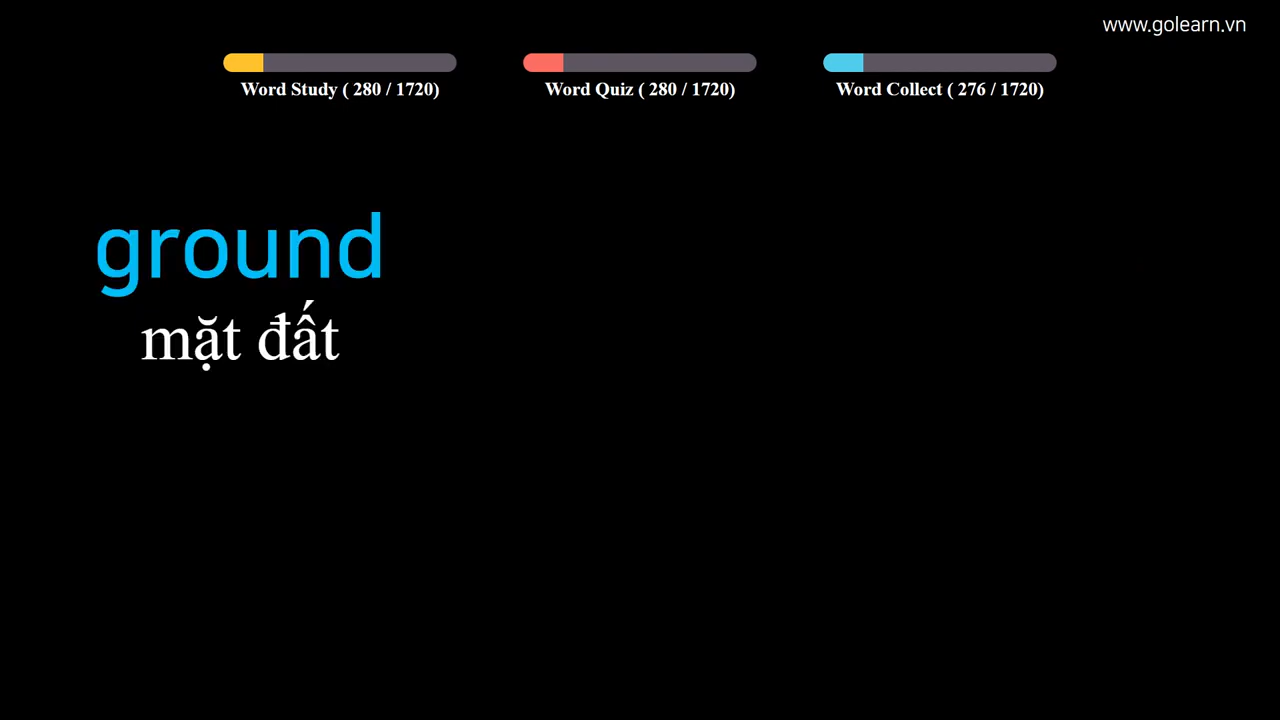 www.golearn.vn
Word Study ( 280 / 1720)
Word Quiz ( 280 / 1720)
Word Collect ( 276 / 1720)
ground
mặt đất